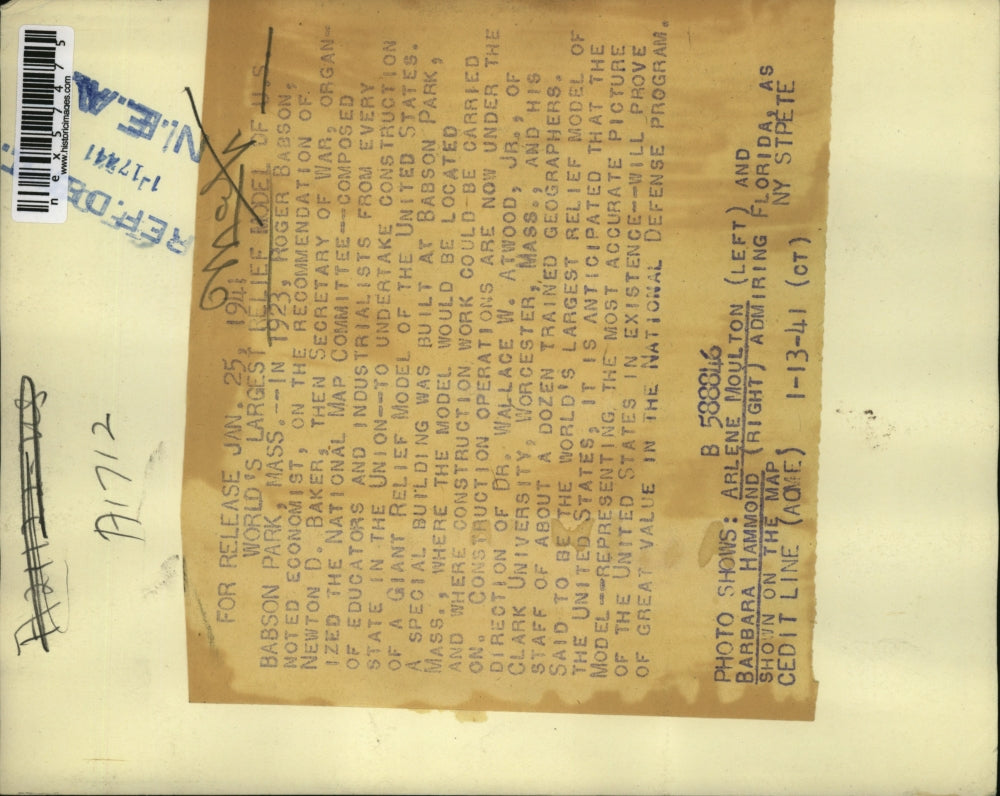 FOR RELEASE JAN. 25, 1941
WORLD'S LARGEST RELIEF MODEL OF U.S.
BABSON PARK, MASS.--IN 1923, ROGER BABSON,
NOTED ECONOMIST, ON THE RECOMMENDATION OF
NEWTON D. BAKER, THEN SECRETARY OF WAR, ORGAN-
IZED THE NATIONAL MAP COMMITTEE--COMPOSED
OF EDUCATORS AND INDUSTRIALISTS FROM EVERY
STATE IN THE UNION--TO UNDERTAKE CONSTRUCTION
OF A GIANT RELIEF MODEL OF THE UNITED STATES.
A SPECIAL BUILDING WAS BUILT AT BABSON PARK,
MASS., WHERE THE MODEL WOULD BE LOCATED
AND WHERE CONSTRUCTION WORK COULD BE CARRIED
ON. CONSTRUCTION OPERATIONS ARE NOW UNDER THE
DIRECTION OF DR. WALLACE W. ATWOOD, JR., OF
CLARK UNIVERSITY, WORCESTER, MASS., AND HIS
STAFF OF ABOUT A DOZEN TRAINED GEOGRAPHERS.
SAID TO BE THE WORLD'S LARGEST RELIEF MODEL OF
THE UNITED STATES, IT IS ANTICIPATED THAT THE
MODEL--REPRESENTING THE MOST ACCURATE PICTURE
OF THE UNITED STATES IN EXISTENCE--WILL PROVE
OF GREAT VALUE IN THE NATIONAL DEFENSE PROGRAM.
B 588846
PHOTO SHOWS: ARLENE MOULTON (LEFT) AND
BARBARA HAMMOND (RIGHT) ADMIRING FLORIDA, AS
SHOWN ON THE MAP
CEDIT LINE (ACME) 1-13-41 (CT) NY STPETE
A1712
nex57475
www.historicimages.com
N.E.A.
1-17-41